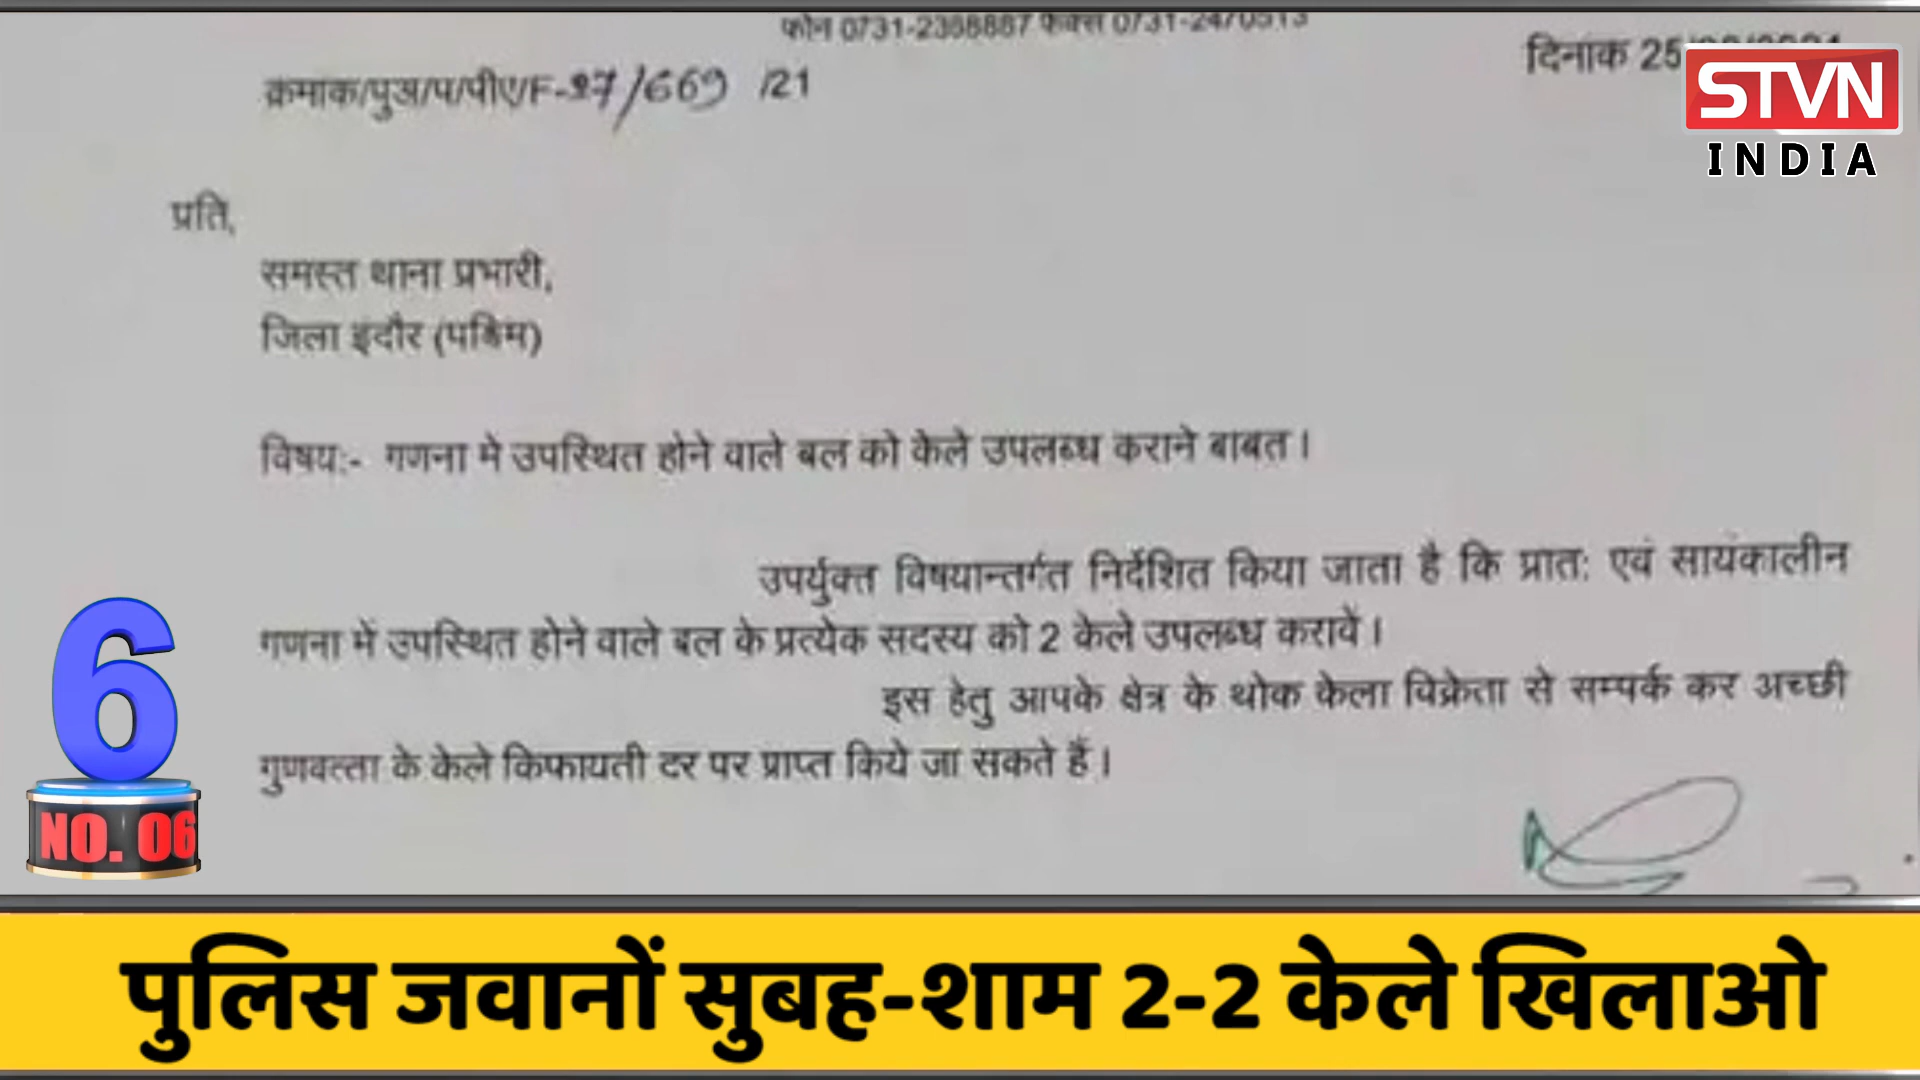 फोन 0731-2368887 फैक्स 0731-2470513
दिनांक 25
क्रमांक/पुअ/प/पीए/F-27/669 /21
STVN
INDIA
प्रति,
समस्त थाना प्रभारी,
जिला इंदौर (पश्चिम)
विषय:- गणना मे उपस्थित होने वाले बल को केले उपलब्ध कराने बाबत।
उपर्युक्त विषयान्तर्गत निर्देशित किया जाता है कि प्रात: एवं सायंकालीन
गणना में उपस्थित होने वाले बल के प्रत्येक सदस्य को 2 केले उपलब्ध करावें।
इस हेतु आपके क्षेत्र के थोक केला विक्रेता से सम्पर्क कर अच्छी
गुणवत्ता के केले किफायती दर पर प्राप्त किये जा सकते हैं।
6
NO. 06
पुलिस जवानों सुबह-शाम 2-2 केले खिलाओ